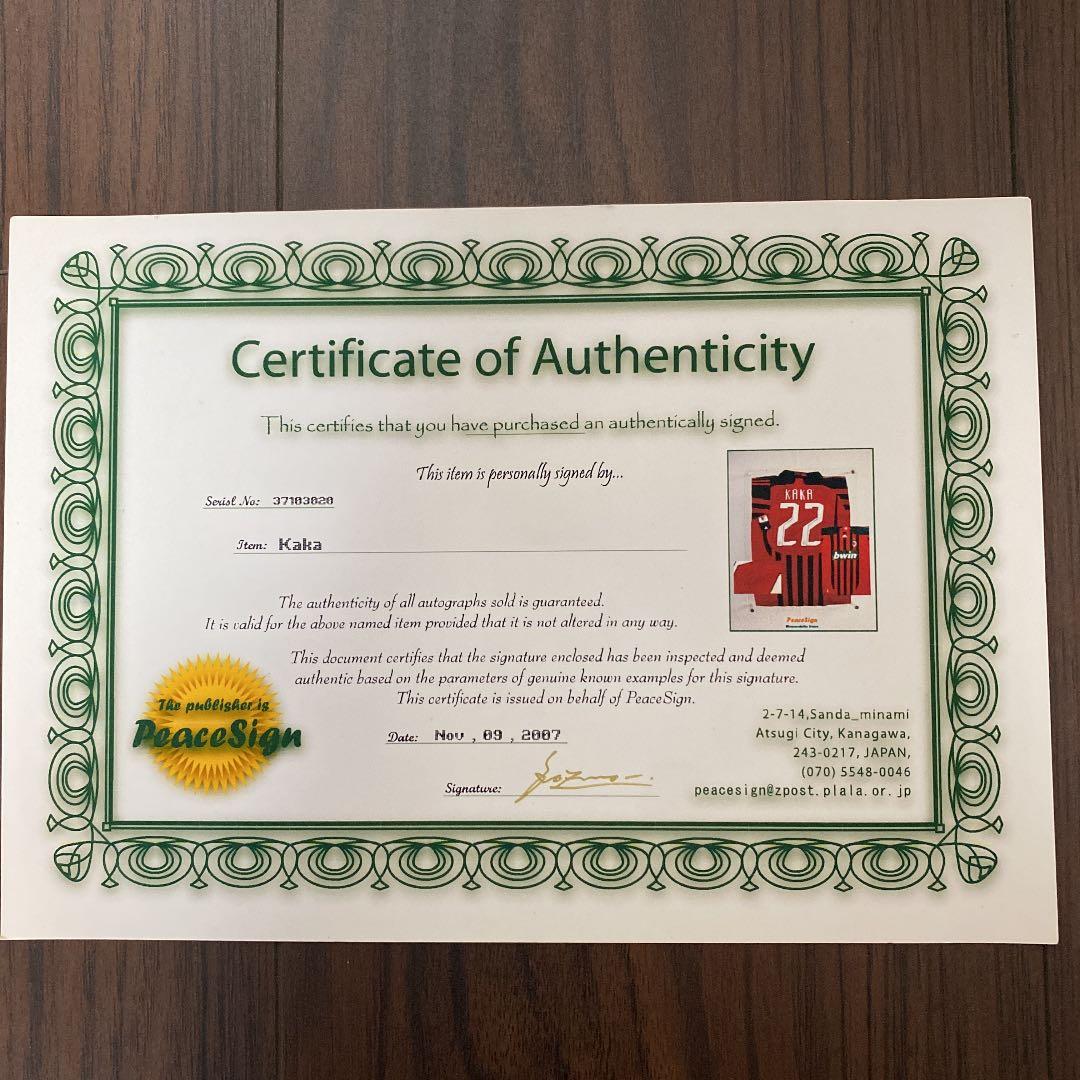 Certificate of Authenticity
This certifies that you have purchased an authentically signed.
This item is personally signed by...
Serisl No: 37103020
Item: Kaka
KAKA
22
bwin
PeaceSign
The authenticity of all autographs sold is guaranteed.
It is valid for the above named item provided that it is not altered in any way.
This document certifies that the signature enclosed has been inspected and deemed
authentic based on the parameters of genuine known examples for this signature.
This certificate is issued on behalf of PeaceSign.
The publisher is
PeaceSign
Date: Nov , 09 , 2007
Signature:
2-7-14,Sanda_minami
Atsugi City, Kanagawa,
243-0217, JAPAN,
(070) 5548-0046
peacesign@zpost.plala.or.jp